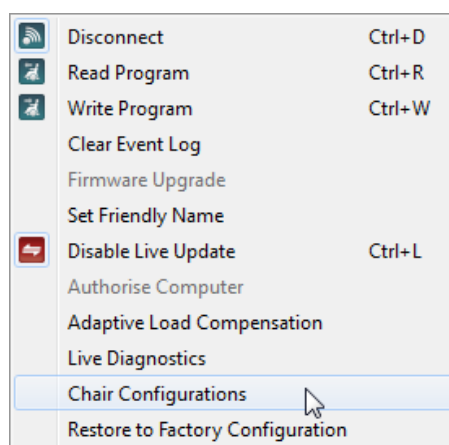 Disconnect Ctrl+D
Read Program Ctrl+R
Write Program Ctrl+W
Clear Event Log
Firmware Upgrade
Set Friendly Name
Disable Live Update Ctrl+L
Authorise Computer
Adaptive Load Compensation
Live Diagnostics
Chair Configurations
Restore to Factory Configuration